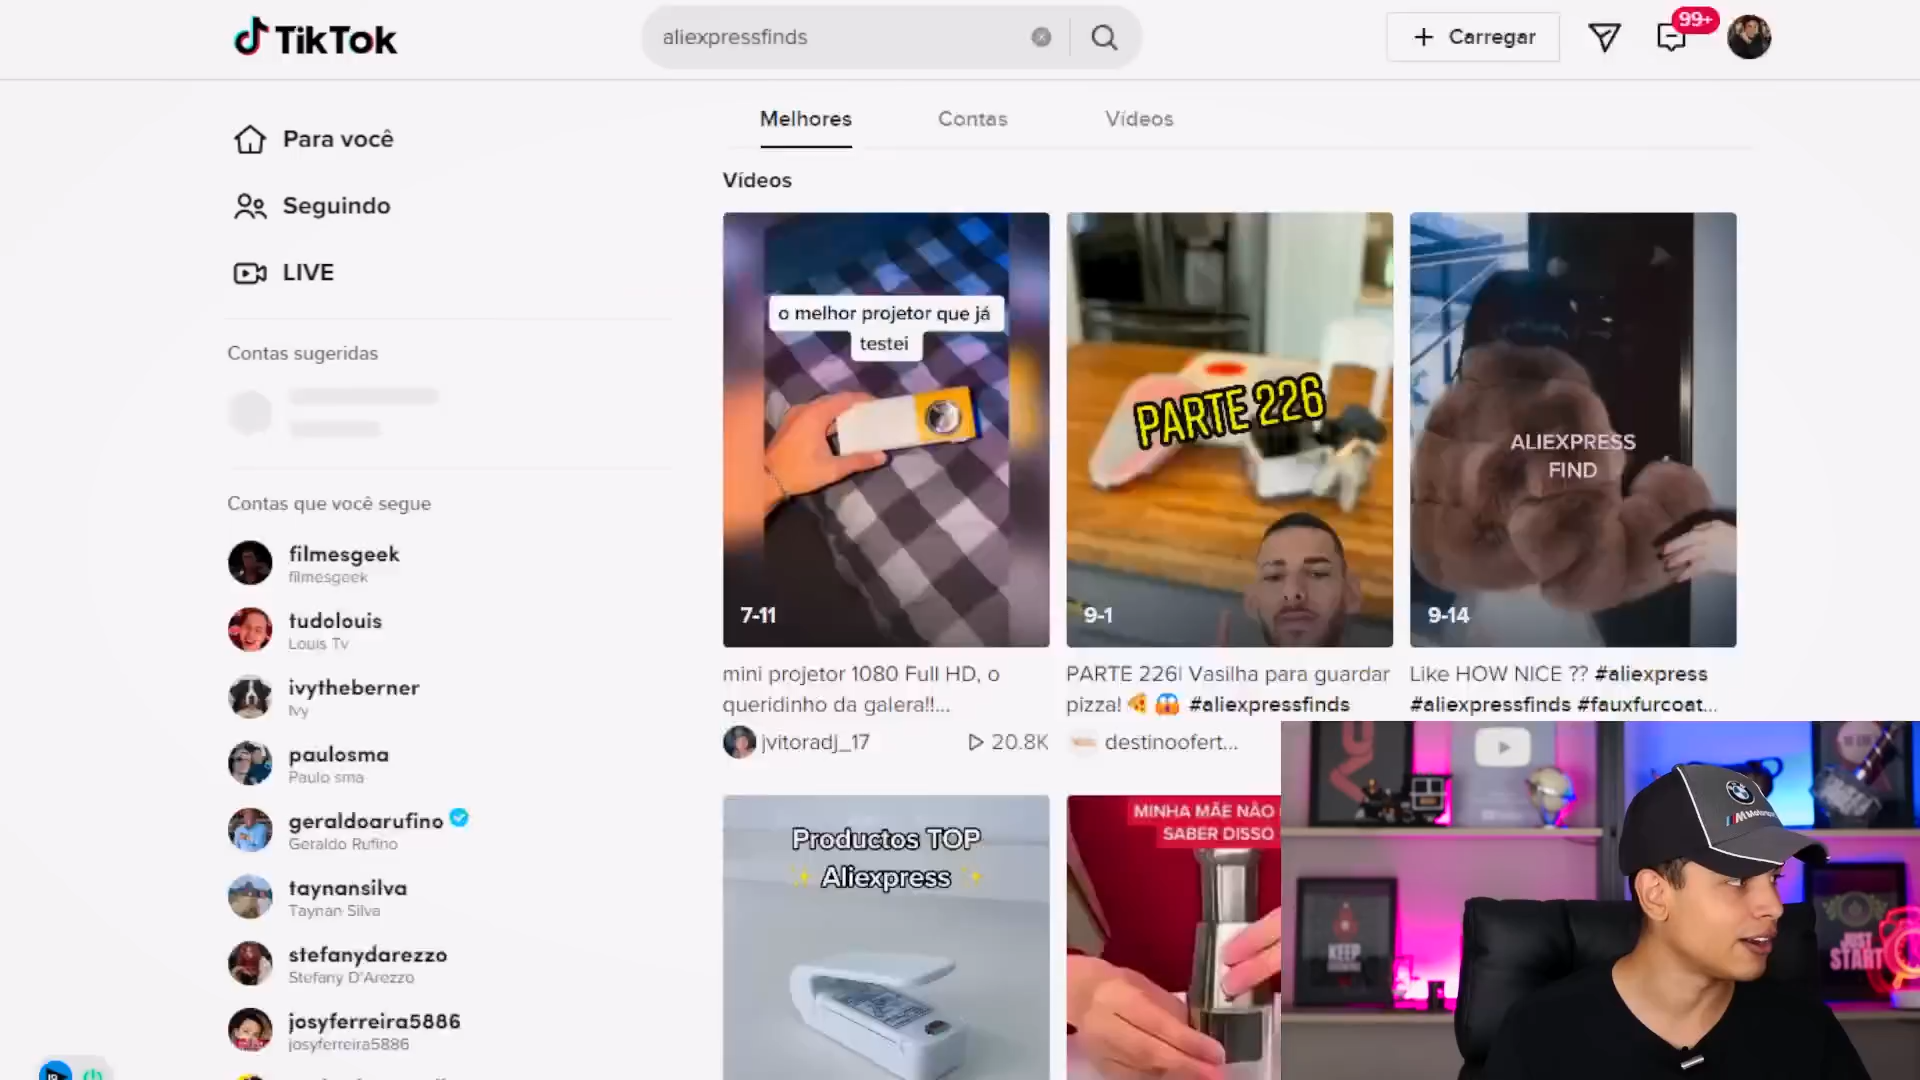 TikTok
aliexpressfinds
Carregar
99+
Para você
Seguindo
LIVE
Contas sugeridas
Contas que você segue
filmesgeek
filmesgeek
tudolouis
Louis Tv
ivytheberner
Ivy
paulosma
Paulo sma
geraldoarufino
Geraldo Rufino
taynansilva
Taynan Silva
stefanydarezzo
Stefany D'Arezzo
josyferreira5886
josyferreira5886
Melhores
Contas
Vídeos
Vídeos
o melhor projetor que já
testei
7-11
mini projetor 1080 Full HD, o
queridinho da galera!!...
jvitoradj_17
20.8K
PARTE 226
9-1
PARTE 226| Vasilha para guardar
pizza! 🍕 😱 #aliexpressfinds
destinoofert...
ALIEXPRESS
FIND
9-14
Like HOW NICE ?? #aliexpress
#aliexpressfinds #fauxfurcoat...
Productos TOP
✨ Aliexpress ✨
MINHA MÃE NÃO
SABER DISSO
KEEP
JUST
START